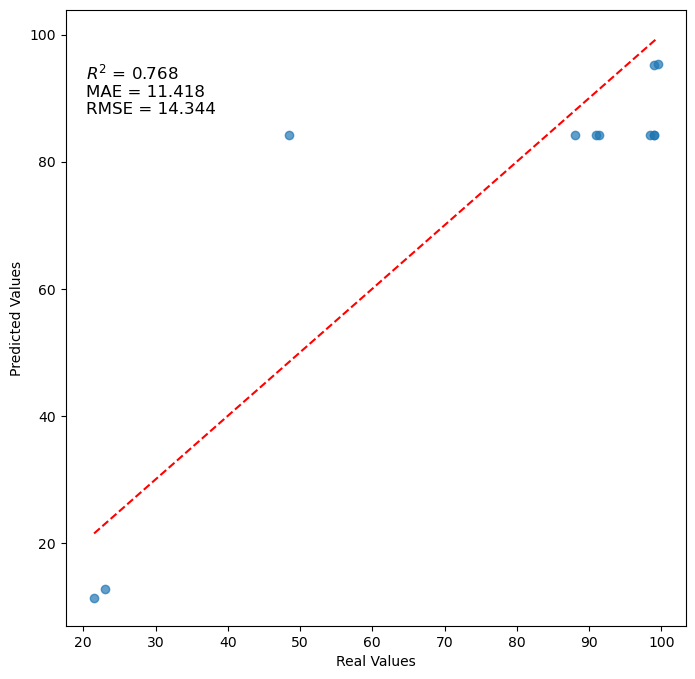 R² = 0.768
MAE = 11.418
RMSE = 14.344
100
80
60
40
20
Predicted Values
20 30 40 50 60 70 80 90 100
Real Values